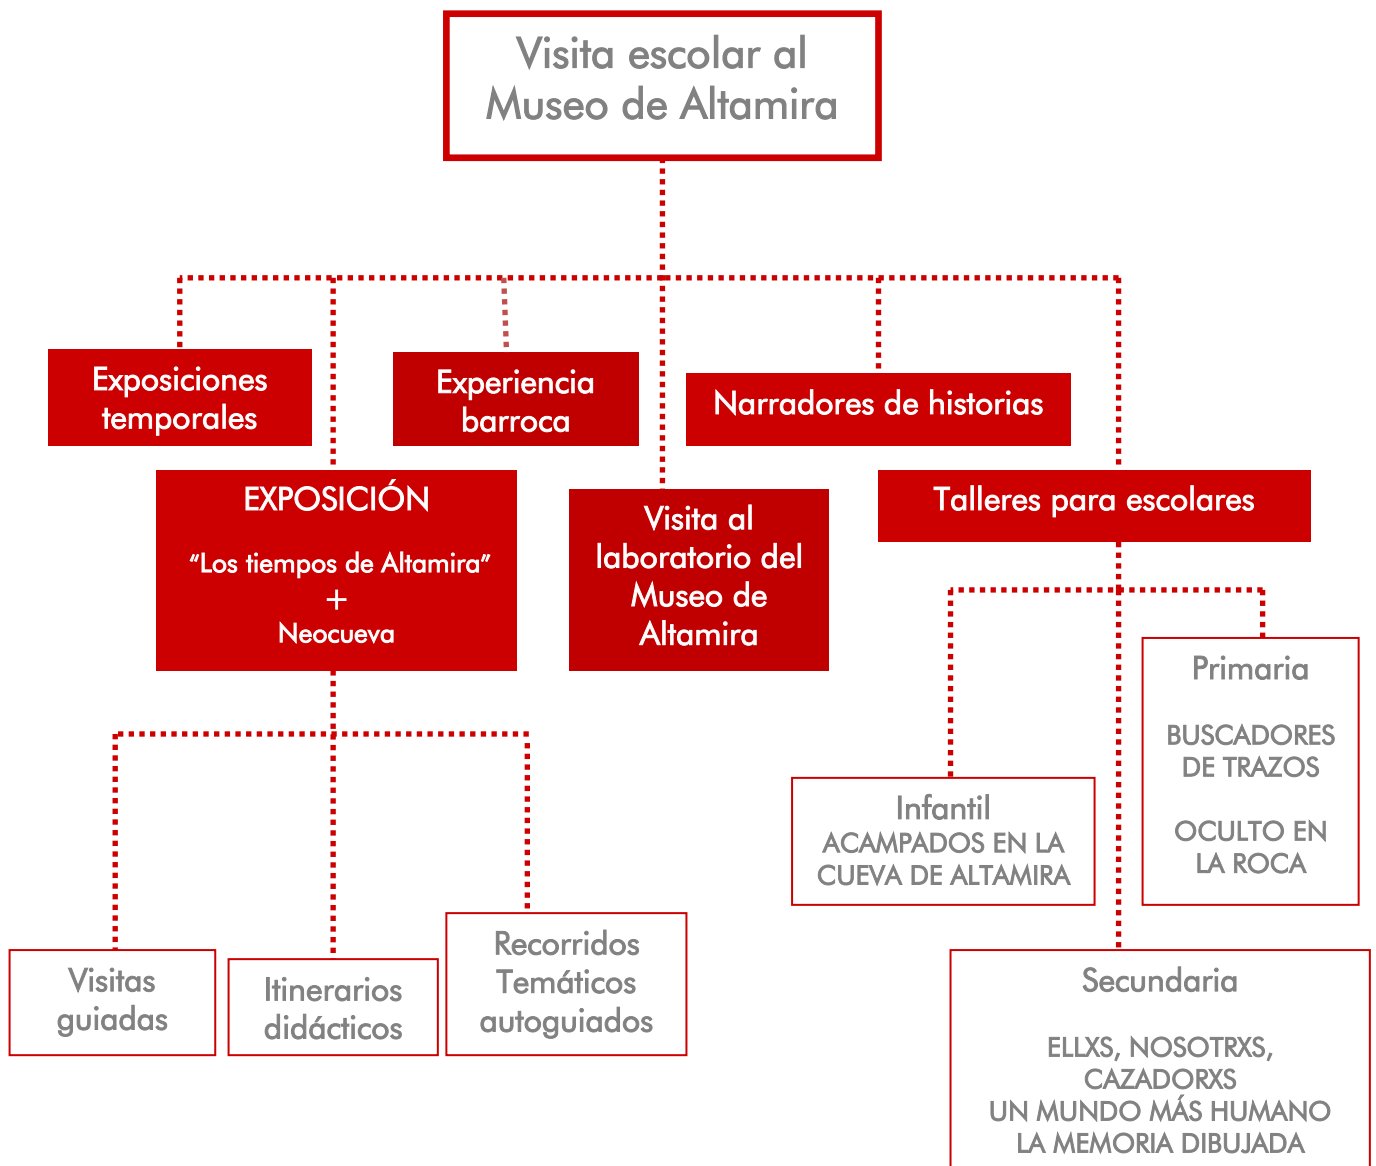 Visita escolar al
Museo de Altamira
Exposiciones
temporales
Experiencia
barroca
Narradores de historias
EXPOSICIÓN
“Los tiempos de Altamira”
+
Neocueva
Visita al
laboratorio del
Museo de
Altamira
Talleres para escolares
Primaria
BUSCADORES
DE TRAZOS
OCULTO EN
LA ROCA
Infantil
ACAMPADOS EN LA
CUEVA DE ALTAMIRA
Visitas
guiadas
Itinerarios
didácticos
Recorridos
Temáticos
autoguiados
Secundaria
ELLXS, NOSOTRXS,
CAZADORXS
UN MUNDO MÁS HUMANO
LA MEMORIA DIBUJADA